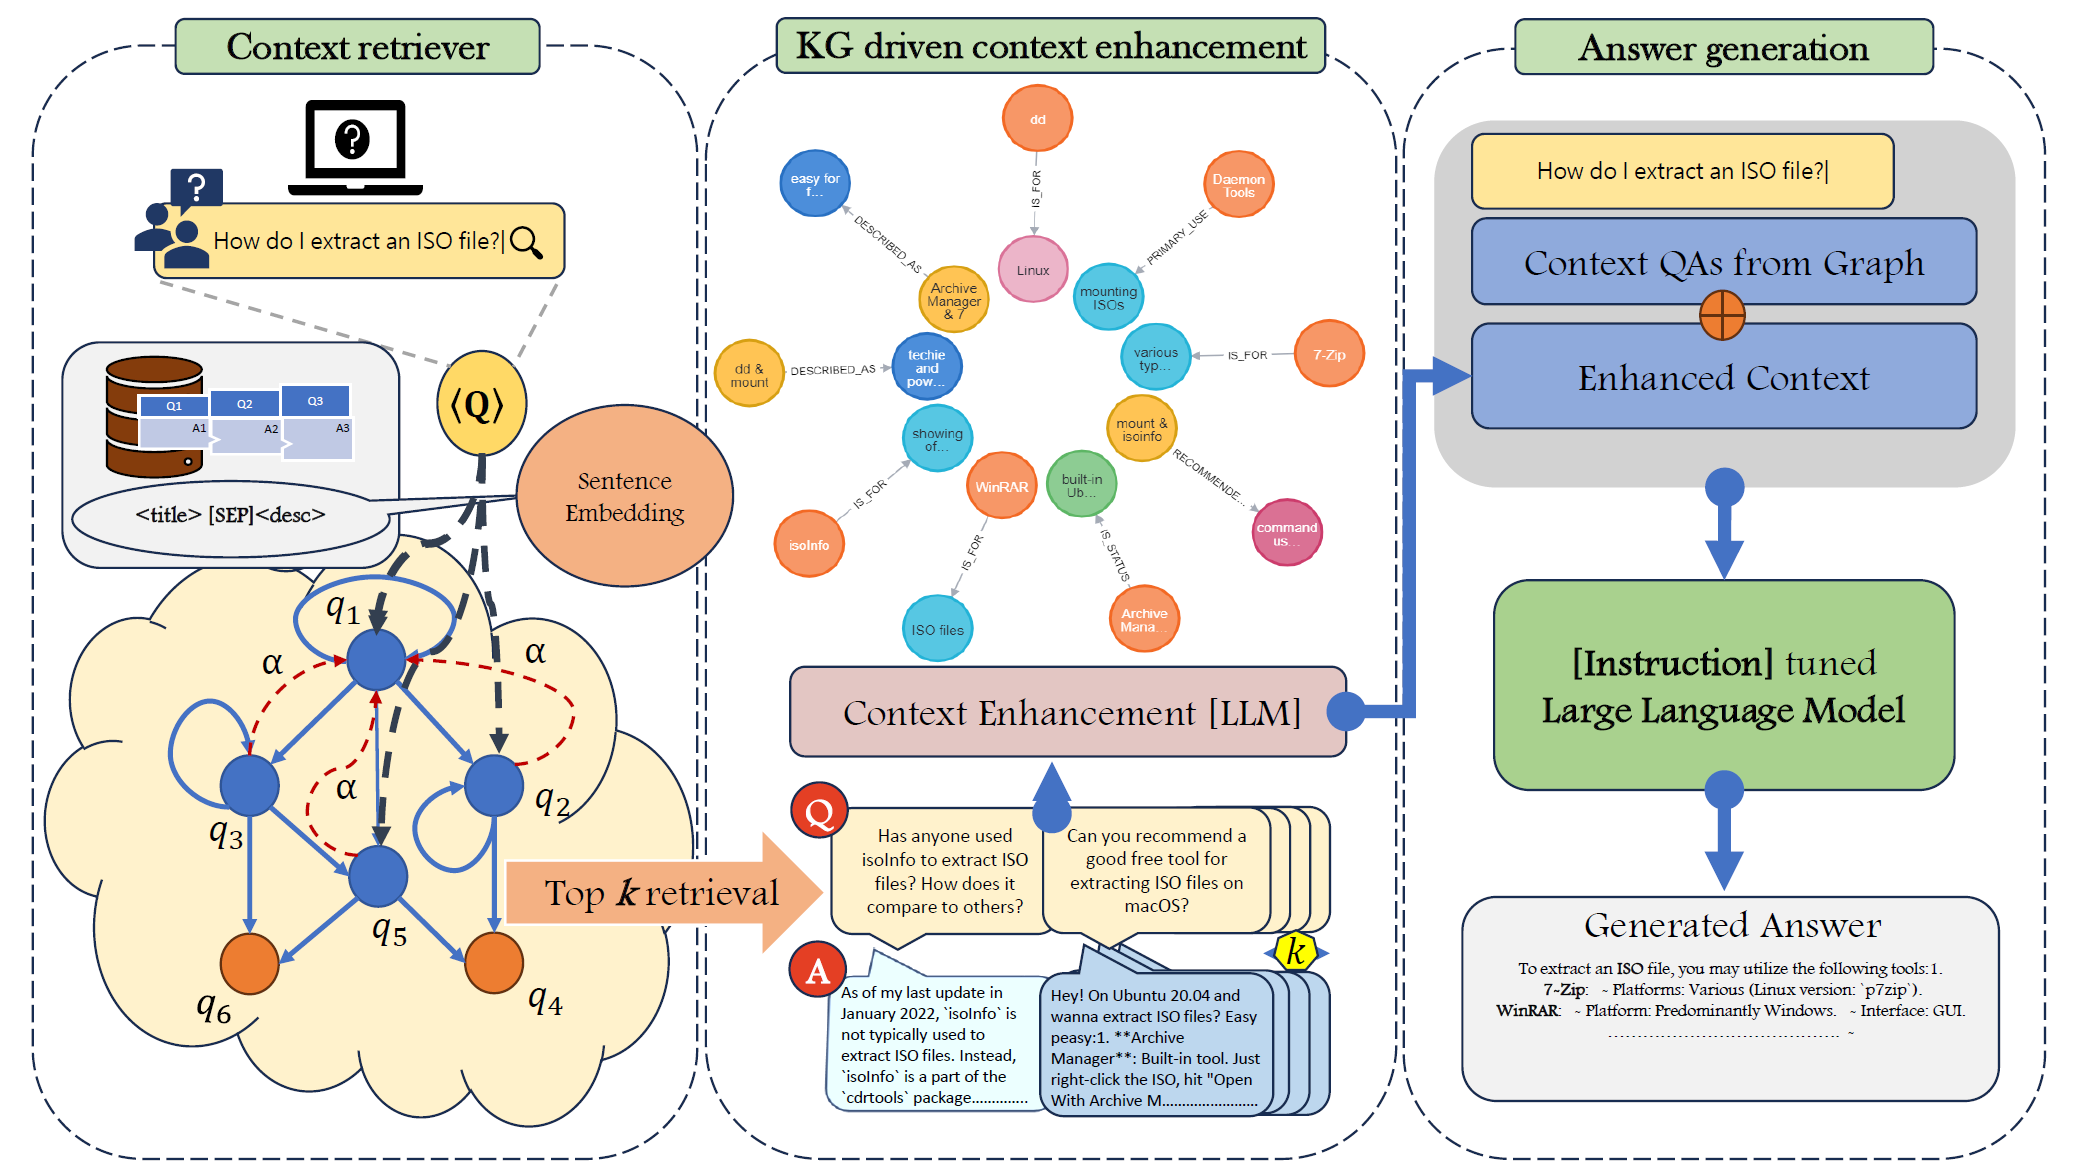 Context retriever
How do I extract an ISO file?|
⟨Q⟩
Q1
Q2
Q3
A1
A2
A3
<title> [SEP]<desc>
Sentence
Embedding
q1
α
α
α
q3
q2
q5
q6
q4
Top k retrieval
KG driven context enhancement
dd
IS_FOR
Linux
easy for
f...
DESCRIBED_AS
Archive
Manager
& 7
Daemon
Tools
PRIMARY_USE
mounting
ISOs
dd &
mount
DESCRIBED_AS
techie
and
pow...
various
typ...
IS_FOR
7-Zip
showing
of...
IS_FOR
isoInfo
WinRAR
IS_FOR
ISO files
mount &
isoinfo
RECOMMENDE...
command
us...
built-in
Ub...
IS_STATUS
Archive
Mana...
Context Enhancement [LLM]
Q
Has anyone used
isoInfo to extract ISO
files? How does it
compare to others?
Can you recommend a
good free tool for
extracting ISO files on
macOS?
k
A
As of my last update in
January 2022, `isoInfo` is
not typically used to
extract ISO files. Instead,
`isoInfo` is a part of the
`cdrtools` package..............
Hey! On Ubuntu 20.04 and
wanna extract ISO files? Easy
peasy:1. **Archive
Manager**: Built-in tool. Just
right-click the ISO, hit "Open
With Archive M........................
Answer generation
How do I extract an ISO file?|
Context QAs from Graph
Enhanced Context
[Instruction] tuned
Large Language Model
Generated Answer
To extract an ISO file, you may utilize the following tools:1.
7-Zip: ~ Platforms: Various (Linux version: `p7zip`).
WinRAR: ~ Platform: Predominantly Windows. ~ Interface: GUI.
...................................... ~